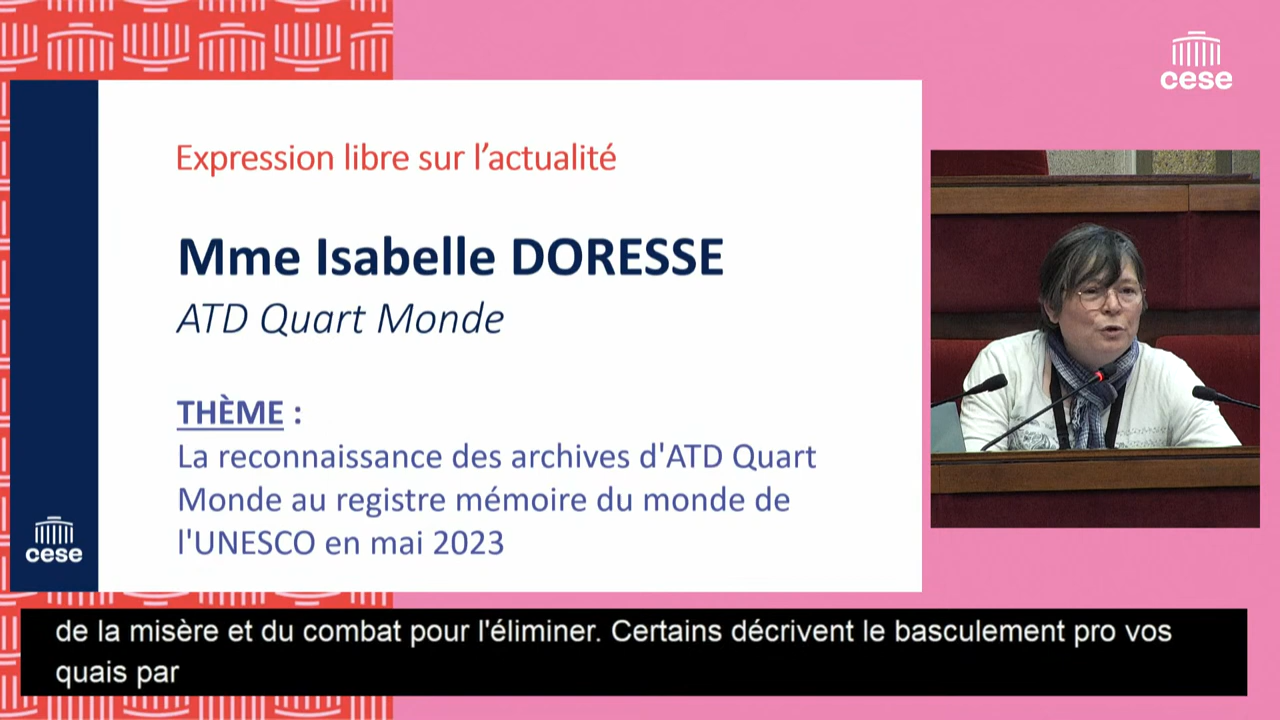 cese
Expression libre sur l’actualité
Mme Isabelle DORESSE
ATD Quart Monde
THÈME :
La reconnaissance des archives d'ATD Quart
Monde au registre mémoire du monde de
l'UNESCO en mai 2023
cese
de la misère et du combat pour l'éliminer. Certains décrivent le basculement pro vos
quais par